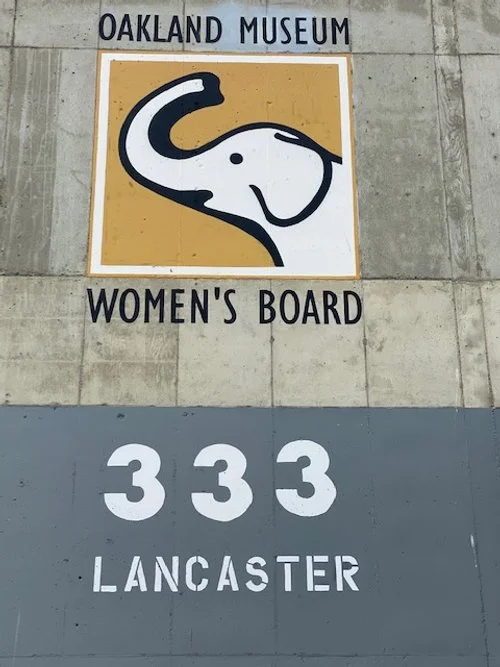 OAKLAND MUSEUM
WOMEN'S BOARD
333
LANCASTER